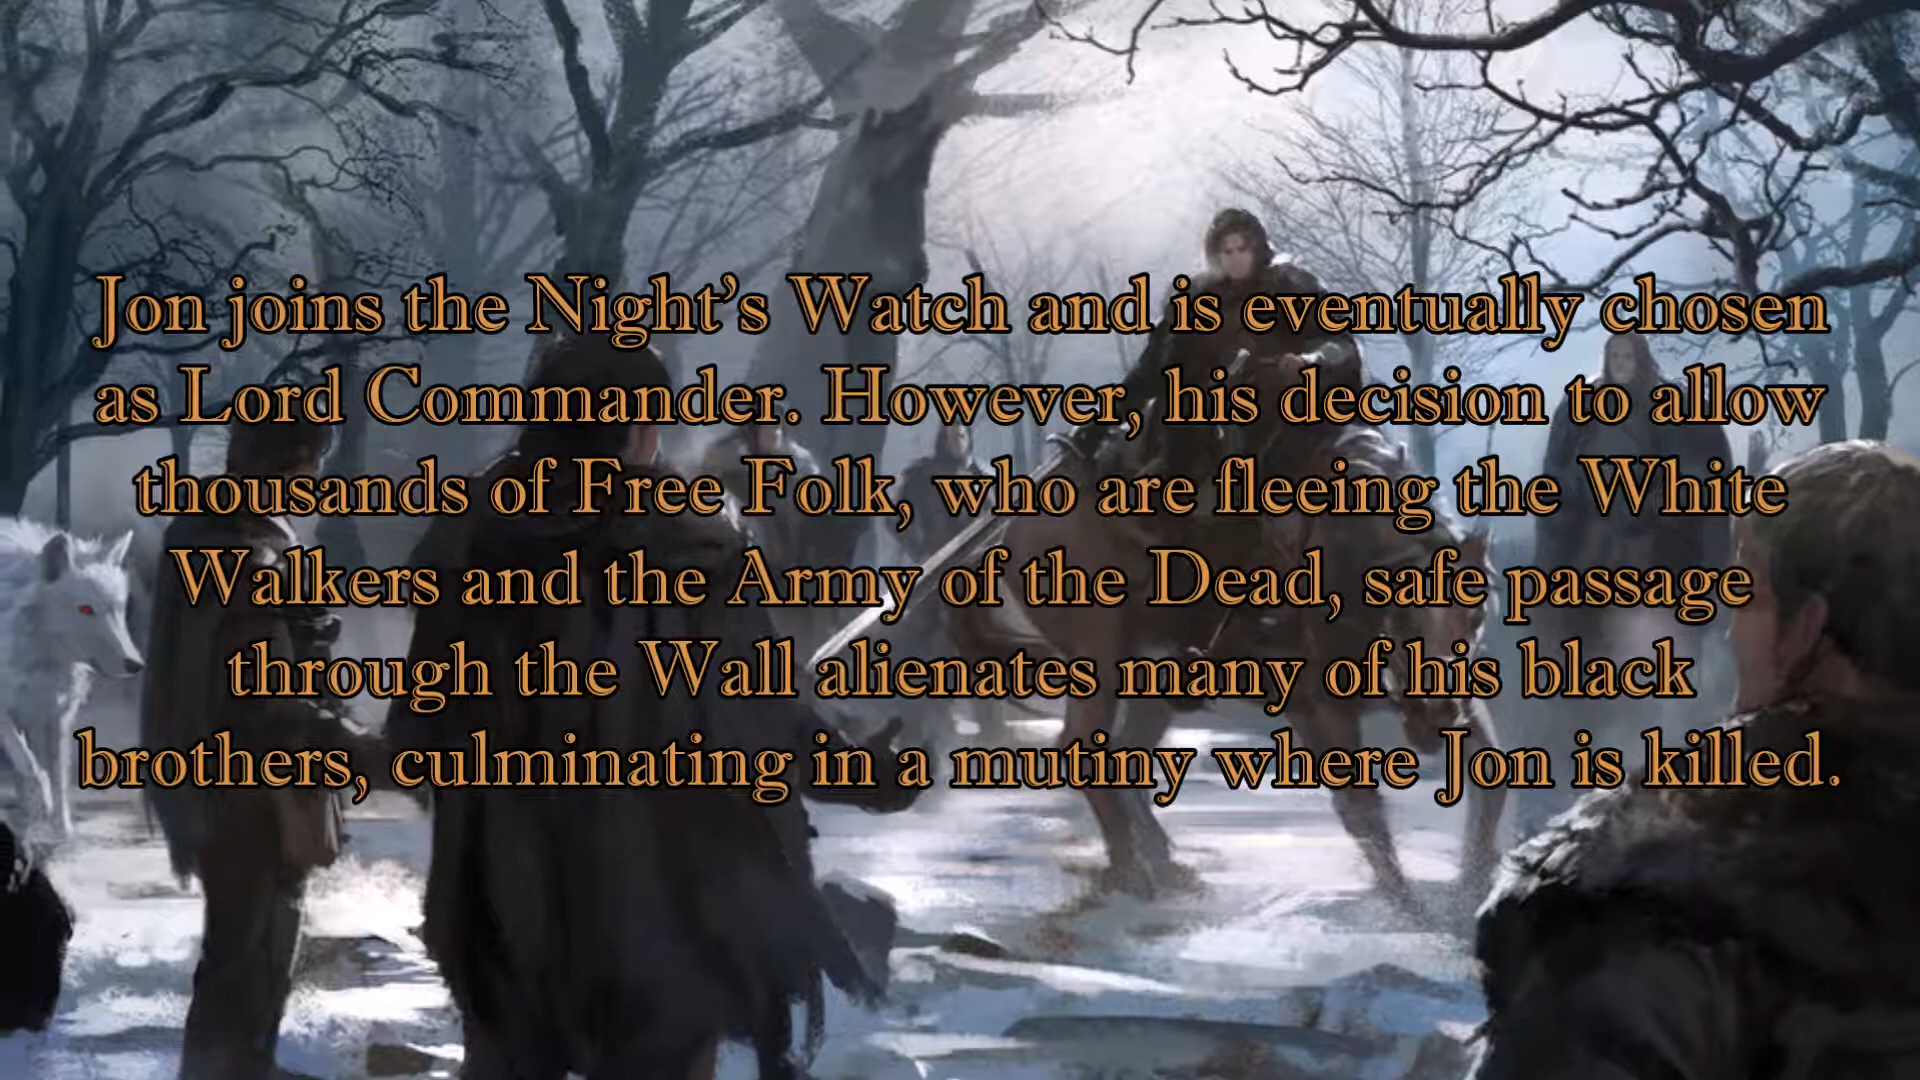 Jon joins the Night’s Watch and is eventually chosen
as Lord Commander. However, his decision to allow
thousands of Free Folk, who are fleeing the White
Walkers and the Army of the Dead, safe passage
through the Wall alienates many of his black
brothers, culminating in a mutiny where Jon is killed.